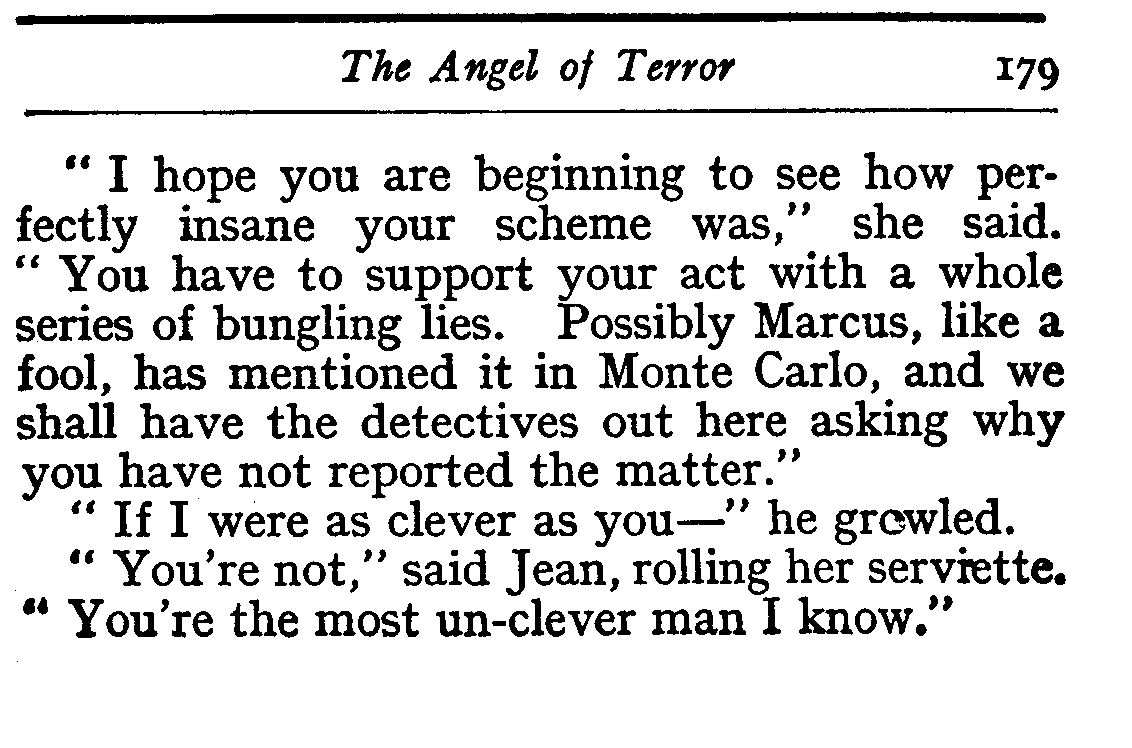 The Angel of Terror 179
“ I hope you are beginning to see how per-
fectly insane your scheme was,” she said.
“ You have to support your act with a whole
series of bungling lies. Possibly Marcus, like a
fool, has mentioned it in Monte Carlo, and we
shall have the detectives out here asking why
you have not reported the matter.”
“ If I were as clever as you—” he growled.
“ You're not,” said Jean, rolling her serviette.
“ You're the most un-clever man I know.”